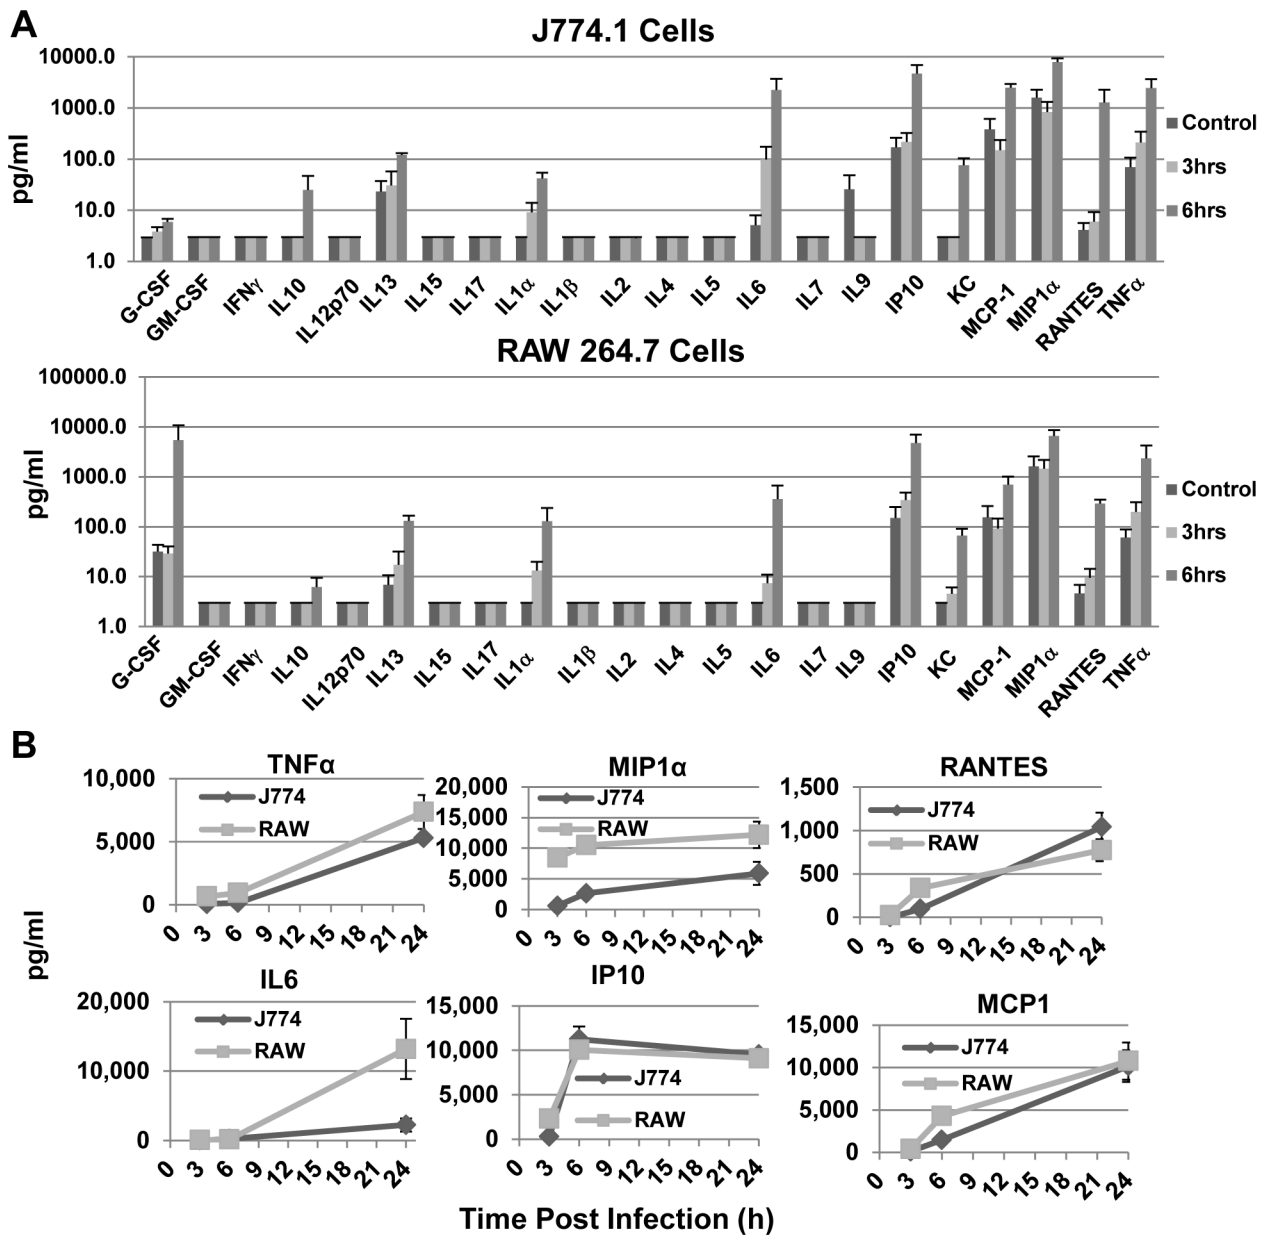 A
J774.1 Cells
pg/ml
10000.0
1000.0
100.0
10.0
1.0
Control
3hrs
6hrs
G-CSF GM-CSF IFNγ IL10 IL12p70 IL13 IL15 IL17 IL1α IL1β IL2 IL4 IL5 IL6 IL7 IL9 IP10 KC MCP-1 MIP1α RANTES TNFα
RAW 264.7 Cells
pg/ml
100000.0
10000.0
1000.0
100.0
10.0
1.0
Control
3hrs
6hrs
G-CSF GM-CSF IFNγ IL10 IL12p70 IL13 IL15 IL17 IL1α IL1β IL2 IL4 IL5 IL6 IL7 IL9 IP10 KC MCP-1 MIP1α RANTES TNFα
B
pg/ml
TNFα
10,000
5,000
0
J774
RAW
0 3 6 9 12 15 18 21 24
MIP1α
20,000
15,000
10,000
5,000
0
J774
RAW
0 3 6 9 12 15 18 21 24
RANTES
1,500
1,000
500
0
J774
RAW
0 3 6 9 12 15 18 21 24
IL6
20,000
10,000
0
J774
RAW
0 3 6 9 12 15 18 21 24
IP10
15,000
10,000
5,000
0
J774
RAW
0 3 6 9 12 15 18 21 24
MCP1
15,000
10,000
5,000
0
J774
RAW
0 3 6 9 12 15 18 21 24
Time Post Infection (h)